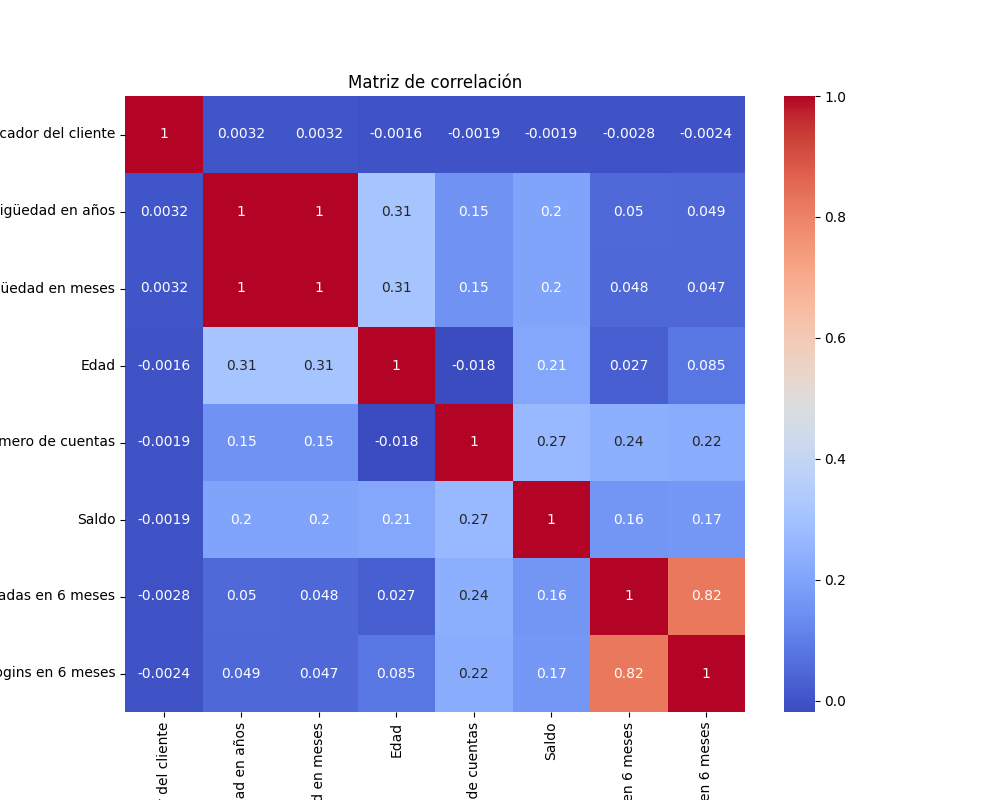 Matriz de correlación
cador del cliente 1 0.0032 0.0032 -0.0016 -0.0019 -0.0019 -0.0028 -0.0024
igüedad en años 0.0032 1 1 0.31 0.15 0.2 0.05 0.049
üedad en meses 0.0032 1 1 0.31 0.15 0.2 0.048 0.047
Edad -0.0016 0.31 0.31 1 -0.018 0.21 0.027 0.085
mero de cuentas -0.0019 0.15 0.15 -0.018 1 0.27 0.24 0.22
Saldo -0.0019 0.2 0.2 0.21 0.27 1 0.16 0.17
adas en 6 meses -0.0028 0.05 0.048 0.027 0.24 0.16 1 0.82
ogins en 6 meses -0.0024 0.049 0.047 0.085 0.22 0.17 0.82 1
del cliente
ad en años
d en meses
Edad
de cuentas
Saldo
en 6 meses
en 6 meses
1.0
0.8
0.6
0.4
0.2
0.0